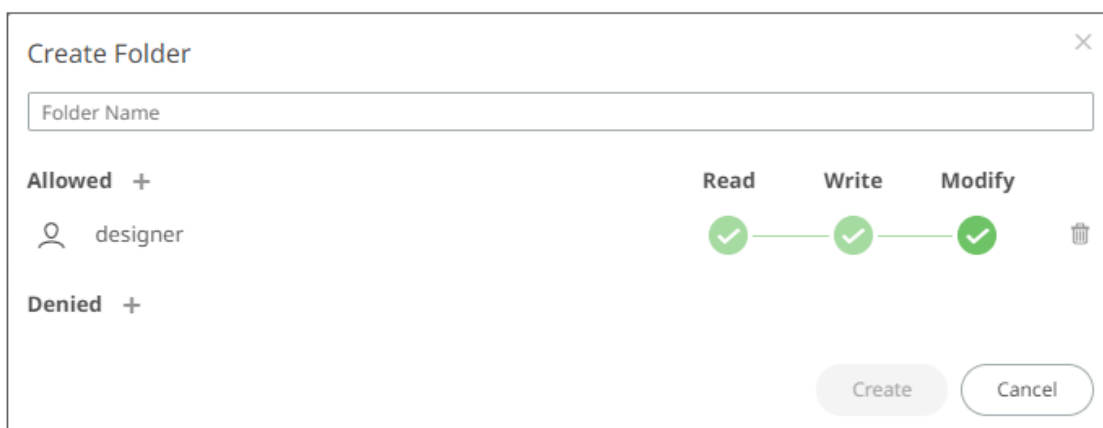 Create Folder
Folder Name
Allowed + Read Write Modify
designer
Denied +
Create Cancel